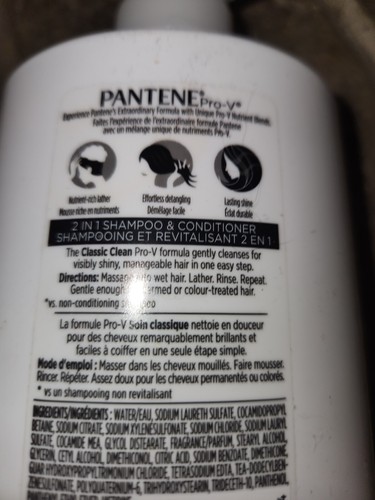 PANTENE Pro-V®
Experience Pantene's Extraordinary Formula with Unique Pro-V Nutrient Blends.
Faites l'expérience de l'extraordinaire formule Pantene
avec un mélange unique de nutriments Pro-V.
Nutrient-rich lather Effortless detangling Lasting shine
Mousse riche en nutriments Démêlage facile Éclat durable
2 IN 1 SHAMPOO & CONDITIONER
SHAMPOOING ET REVITALISANT 2 EN 1
The Classic Clean Pro-V formula gently cleanses for
visibly shiny, manageable hair in one easy step.
Directions: Massage into wet hair. Lather. Rinse. Repeat.
Gentle enough permed or colour-treated hair.
*vs. non-conditioning shampoo
La formule Pro-V Soin classique nettoie en douceur
pour des cheveux remarquablement brillants et
faciles à coiffer en une seule étape simple.
Mode d'emploi : Masser dans les cheveux mouillés. Faire mousser.
Rincer. Répéter. Assez doux pour les cheveux permanentés ou colorés.
* vs un shampooing non revitalisant
INGREDIENTS/INGRÉDIENTS : WATER/EAU, SODIUM LAURETH SULFATE, COCAMIDOPROPYL
BETAINE, SODIUM CITRATE, SODIUM XYLENESULFONATE, SODIUM CHLORIDE, SODIUM LAURYL
SULFATE, COCAMIDE MEA, GLYCOL DISTEARATE, FRAGRANCE/PARFUM, STEARYL ALCOHOL,
GLYCERIN, CETYL ALCOHOL, DIMETHICONOL, CITRIC ACID, SODIUM BENZOATE, DIMETHICONE,
GUAR HYDROXYPROPYLTRIMONIUM CHLORIDE, TETRASODIUM EDTA, TEA-DODECYLBEN-
ZENESULFONATE, POLYQUATERNIUM-6, TRIHYDROXYSTEARIN, TRIDECETH-10, PANTHENOL,